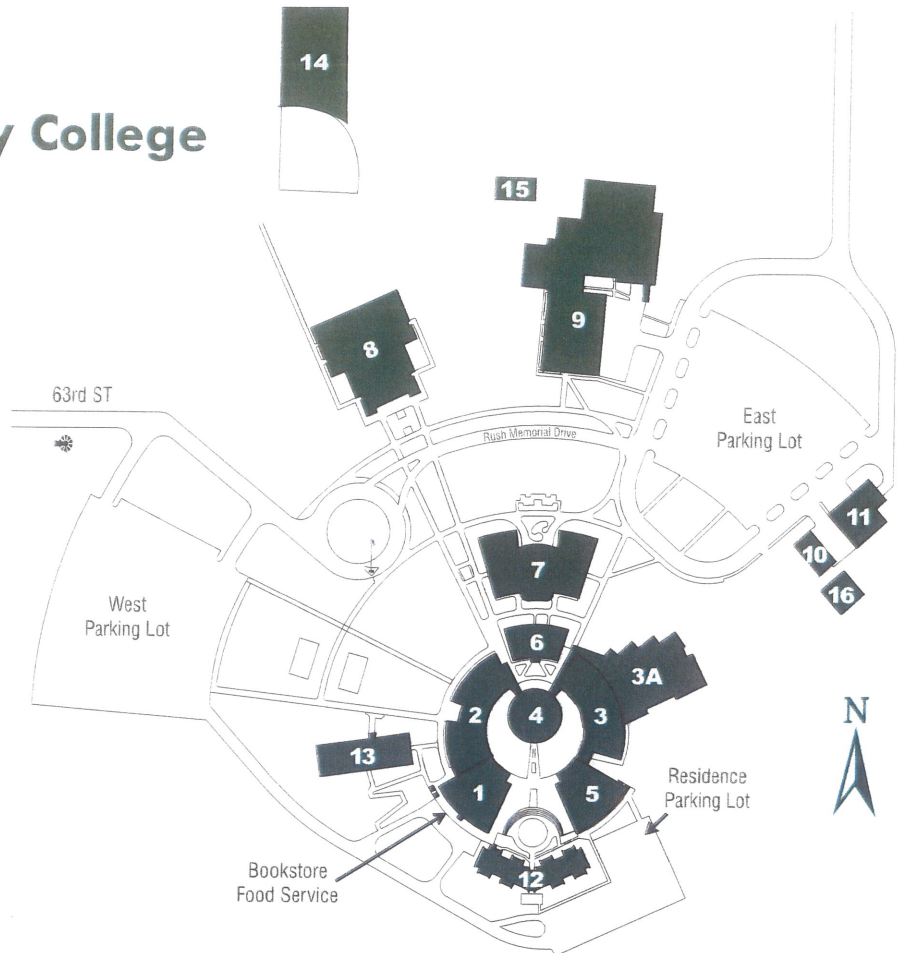 14
y College
15
9
8
63rd ST
Rush Memorial Drive
East
Parking Lot
11
10
16
7
West
Parking Lot
6
3A
2
4
3
N
13
1
5
Residence
Parking Lot
Bookstore
Food Service
12